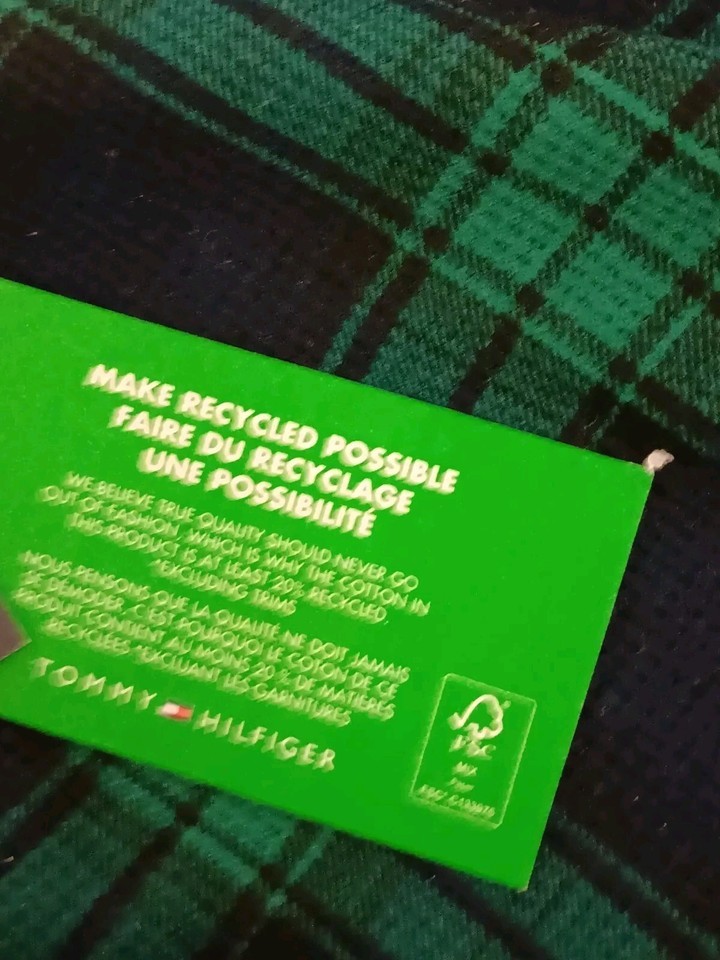 MAKE RECYCLED POSSIBLE
FAIRE DU RECYCLAGE
UNE POSSIBILITÉ
WE BELIEVE TRUE QUALITY SHOULD NEVER GO
OUT OF FASHION, WHICH IS WHY THE COTTON IN
THIS PRODUCT IS AT LEAST 20% RECYCLED,
*EXCLUDING TRIMS
NOUS PENSONS QUE LA QUALITÉ NE DOIT JAMAIS
SE DÉMODER. C'EST POURQUOI LE COTON DE CE
PRODUIT CONTIENT AU MOINS 20 % DE MATIÈRES
RECYCLÉES *EXCLUANT LES GARNITURES
TOMMY HILFIGER
FSC
MIX